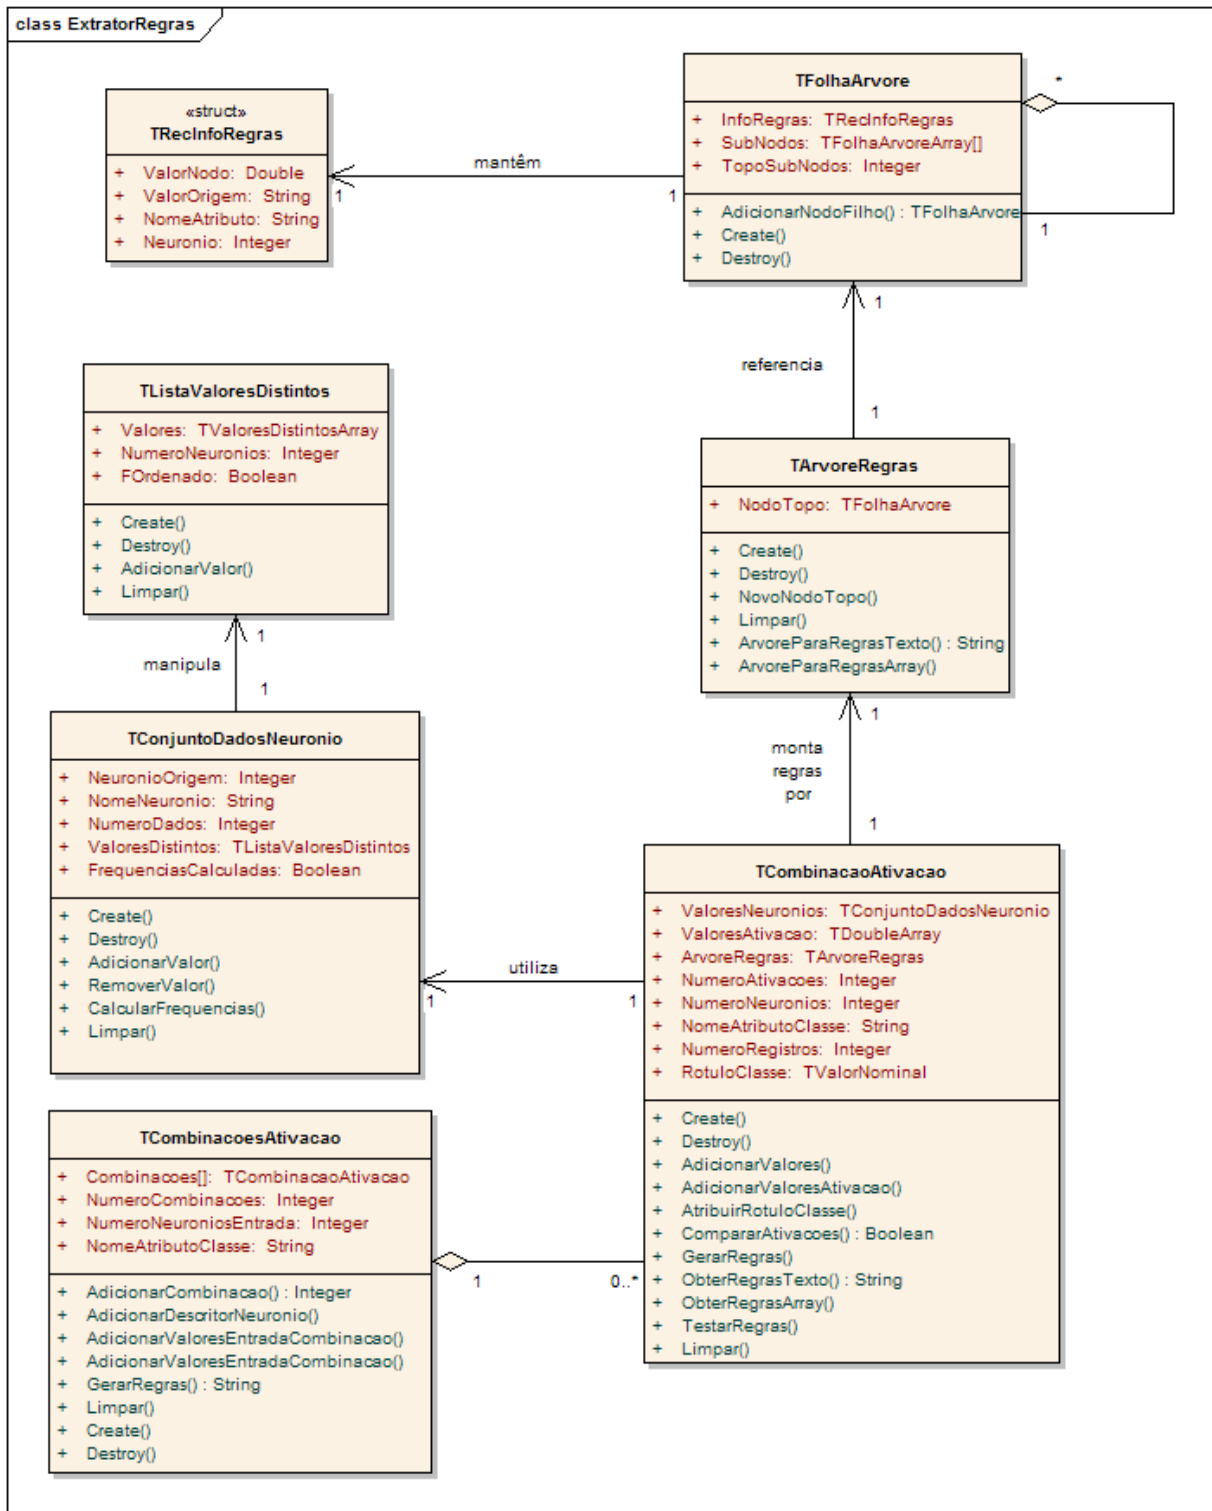 class ExtratorRegras
«struct»
TRecInfoRegras
+ ValorNodo: Double
+ ValorOrigem: String
+ NomeAtributo: String
+ Neuronio: Integer
mantêm
1
1
TFolhaArvore
+ InfoRegras: TRecInfoRegras
+ SubNodos: TFolhaArvoreArray[]
+ TopoSubNodos: Integer
+ AdicionarNodoFilho() : TFolhaArvore
+ Create()
+ Destroy()
*
1
1
referencia
1
TListaValoresDistintos
+ Valores: TValoresDistintosArray
+ NumeroNeuronios: Integer
+ FOrdenado: Boolean
+ Create()
+ Destroy()
+ AdicionarValor()
+ Limpar()
1
manipula
1
TArvoreRegras
+ NodoTopo: TFolhaArvore
+ Create()
+ Destroy()
+ NovoNodoTopo()
+ Limpar()
+ ArvoreParaRegrasTexto() : String
+ ArvoreParaRegrasArray()
1
monta
regras
por
1
TConjuntoDadosNeuronio
+ NeuronioOrigem: Integer
+ NomeNeuronio: String
+ NumeroDados: Integer
+ ValoresDistintos: TListaValoresDistintos
+ FrequenciasCalculadas: Boolean
+ Create()
+ Destroy()
+ AdicionarValor()
+ RemoverValor()
+ CalcularFrequencias()
+ Limpar()
utiliza
1
1
TCombinacaoAtivacao
+ ValoresNeuronios: TConjuntoDadosNeuronio
+ ValoresAtivacao: TDoubleArray
+ ArvoreRegras: TArvoreRegras
+ NumeroAtivacoes: Integer
+ NumeroNeuronios: Integer
+ NomeAtributoClasse: String
+ NumeroRegistros: Integer
+ RotuloClasse: TValorNominal
+ Create()
+ Destroy()
+ AdicionarValores()
+ AdicionarValoresAtivacao()
+ AtribuirRotuloClasse()
+ CompararAtivacoes() : Boolean
+ GerarRegras()
+ ObterRegrasTexto() : String
+ ObterRegrasArray()
+ TestarRegras()
+ Limpar()
TCombinacoesAtivacao
+ Combinacoes[]: TCombinacaoAtivacao
+ NumeroCombinacoes: Integer
+ NumeroNeuroniosEntrada: Integer
+ NomeAtributoClasse: String
+ AdicionarCombinacao() : Integer
+ AdicionarDescritorNeuronio()
+ AdicionarValoresEntradaCombinacao()
+ AdicionarValoresEntradaCombinacao()
+ GerarRegras() : String
+ Limpar()
+ Create()
+ Destroy()
1
0..*